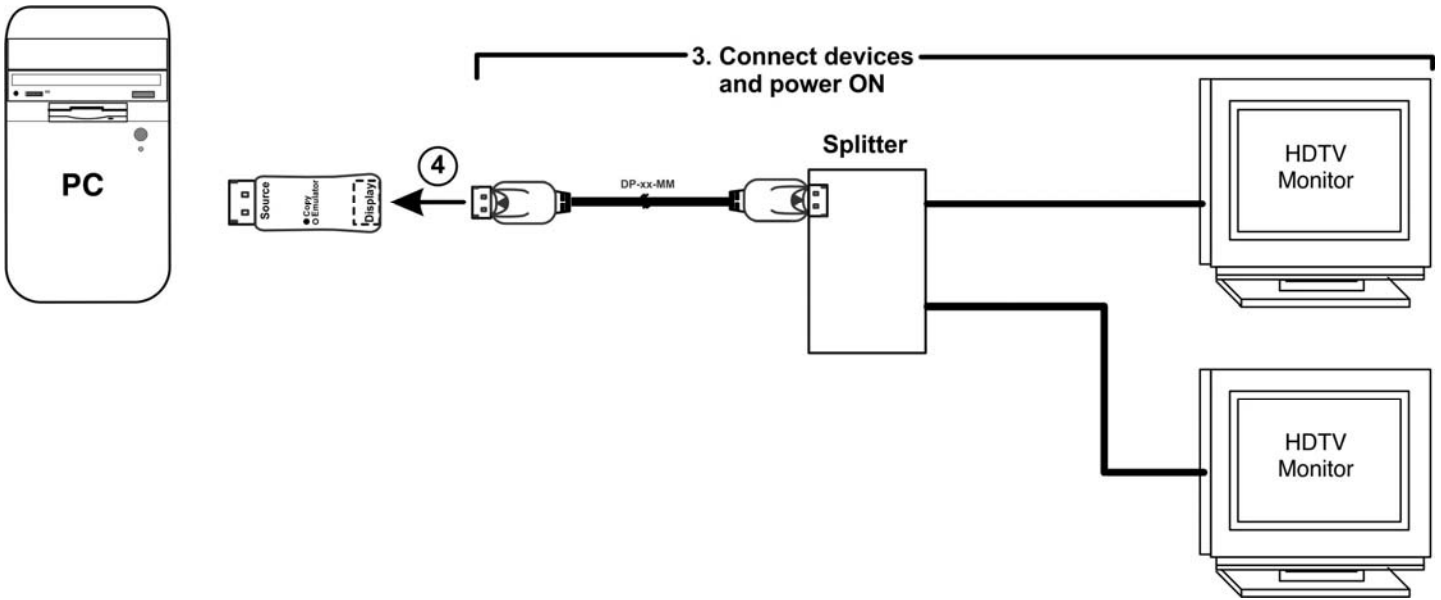 3. Connect devices
and power ON
Splitter
HDTV
Monitor
PC
Source
●Copy
○Emulator
Display
4
DP-xx-MM
HDTV
Monitor